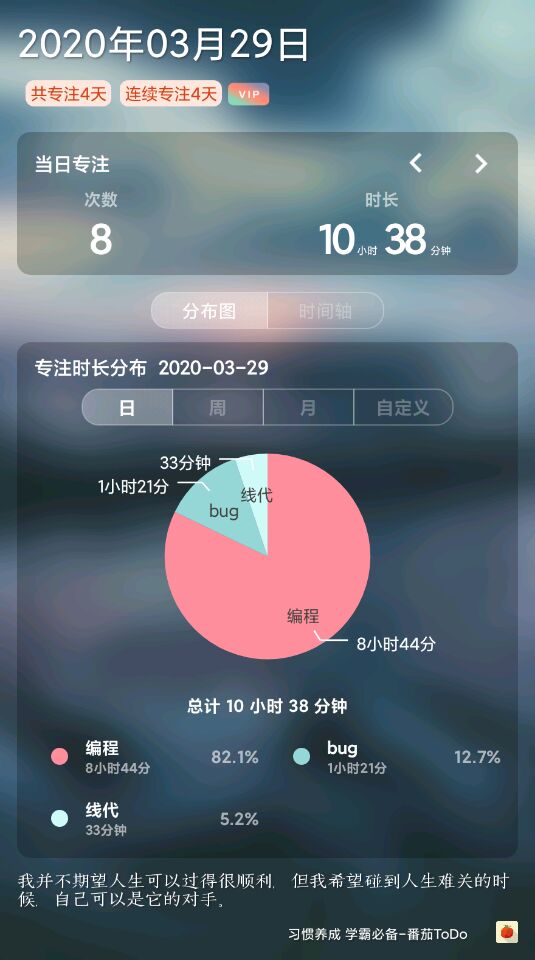 2020年03月29日
共专注4天 连续专注4天 VIP
当日专注
次数 时长
8 10小时 38分钟
分布图 时间轴
专注时长分布 2020-03-29
日 周 月 自定义
33分钟
1小时21分
线代
bug
编程
8小时44分
总计 10 小时 38 分钟
编程 82.1% bug 12.7%
8小时44分 1小时21分
线代 5.2%
33分钟
我并不期望人生可以过得很顺利，但我希望碰到人生难关的时
候，自己可以是它的对手。
习惯养成 学霸必备-番茄ToDo